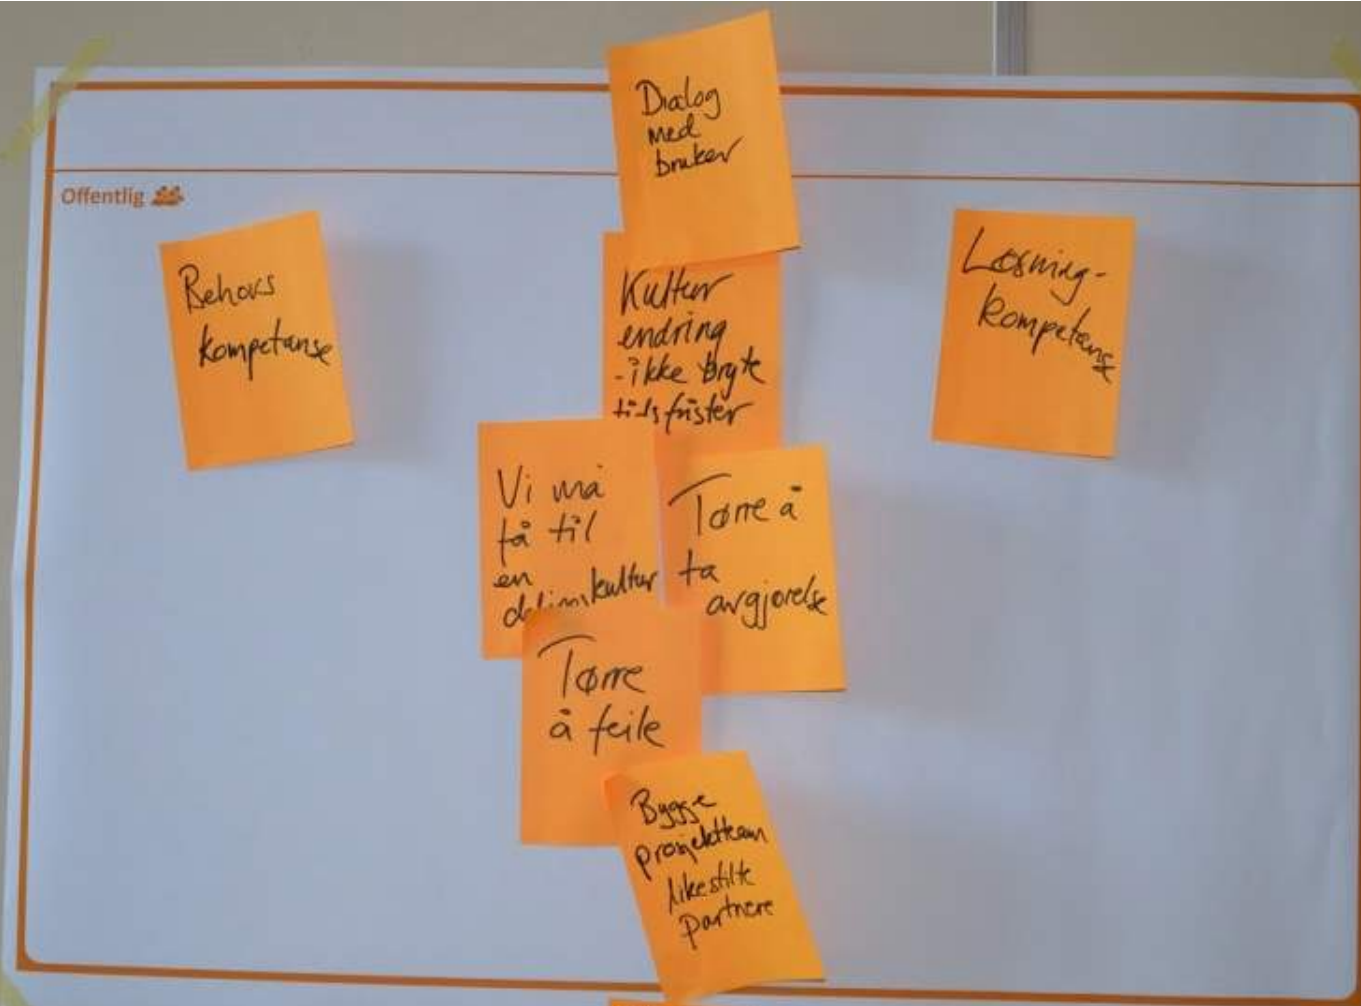 Dialog
med
bruker
Offentlig
Behovs
kompetanse
Kultur
endring
- ikke bryte
tidsfrister
Løsning-
kompetanse
Vi må
få til
en
delingskultur
Tørre å
ta
avgjørelse
Tørre
å feile
Bygge
prosjektteam
likestilte
partnere